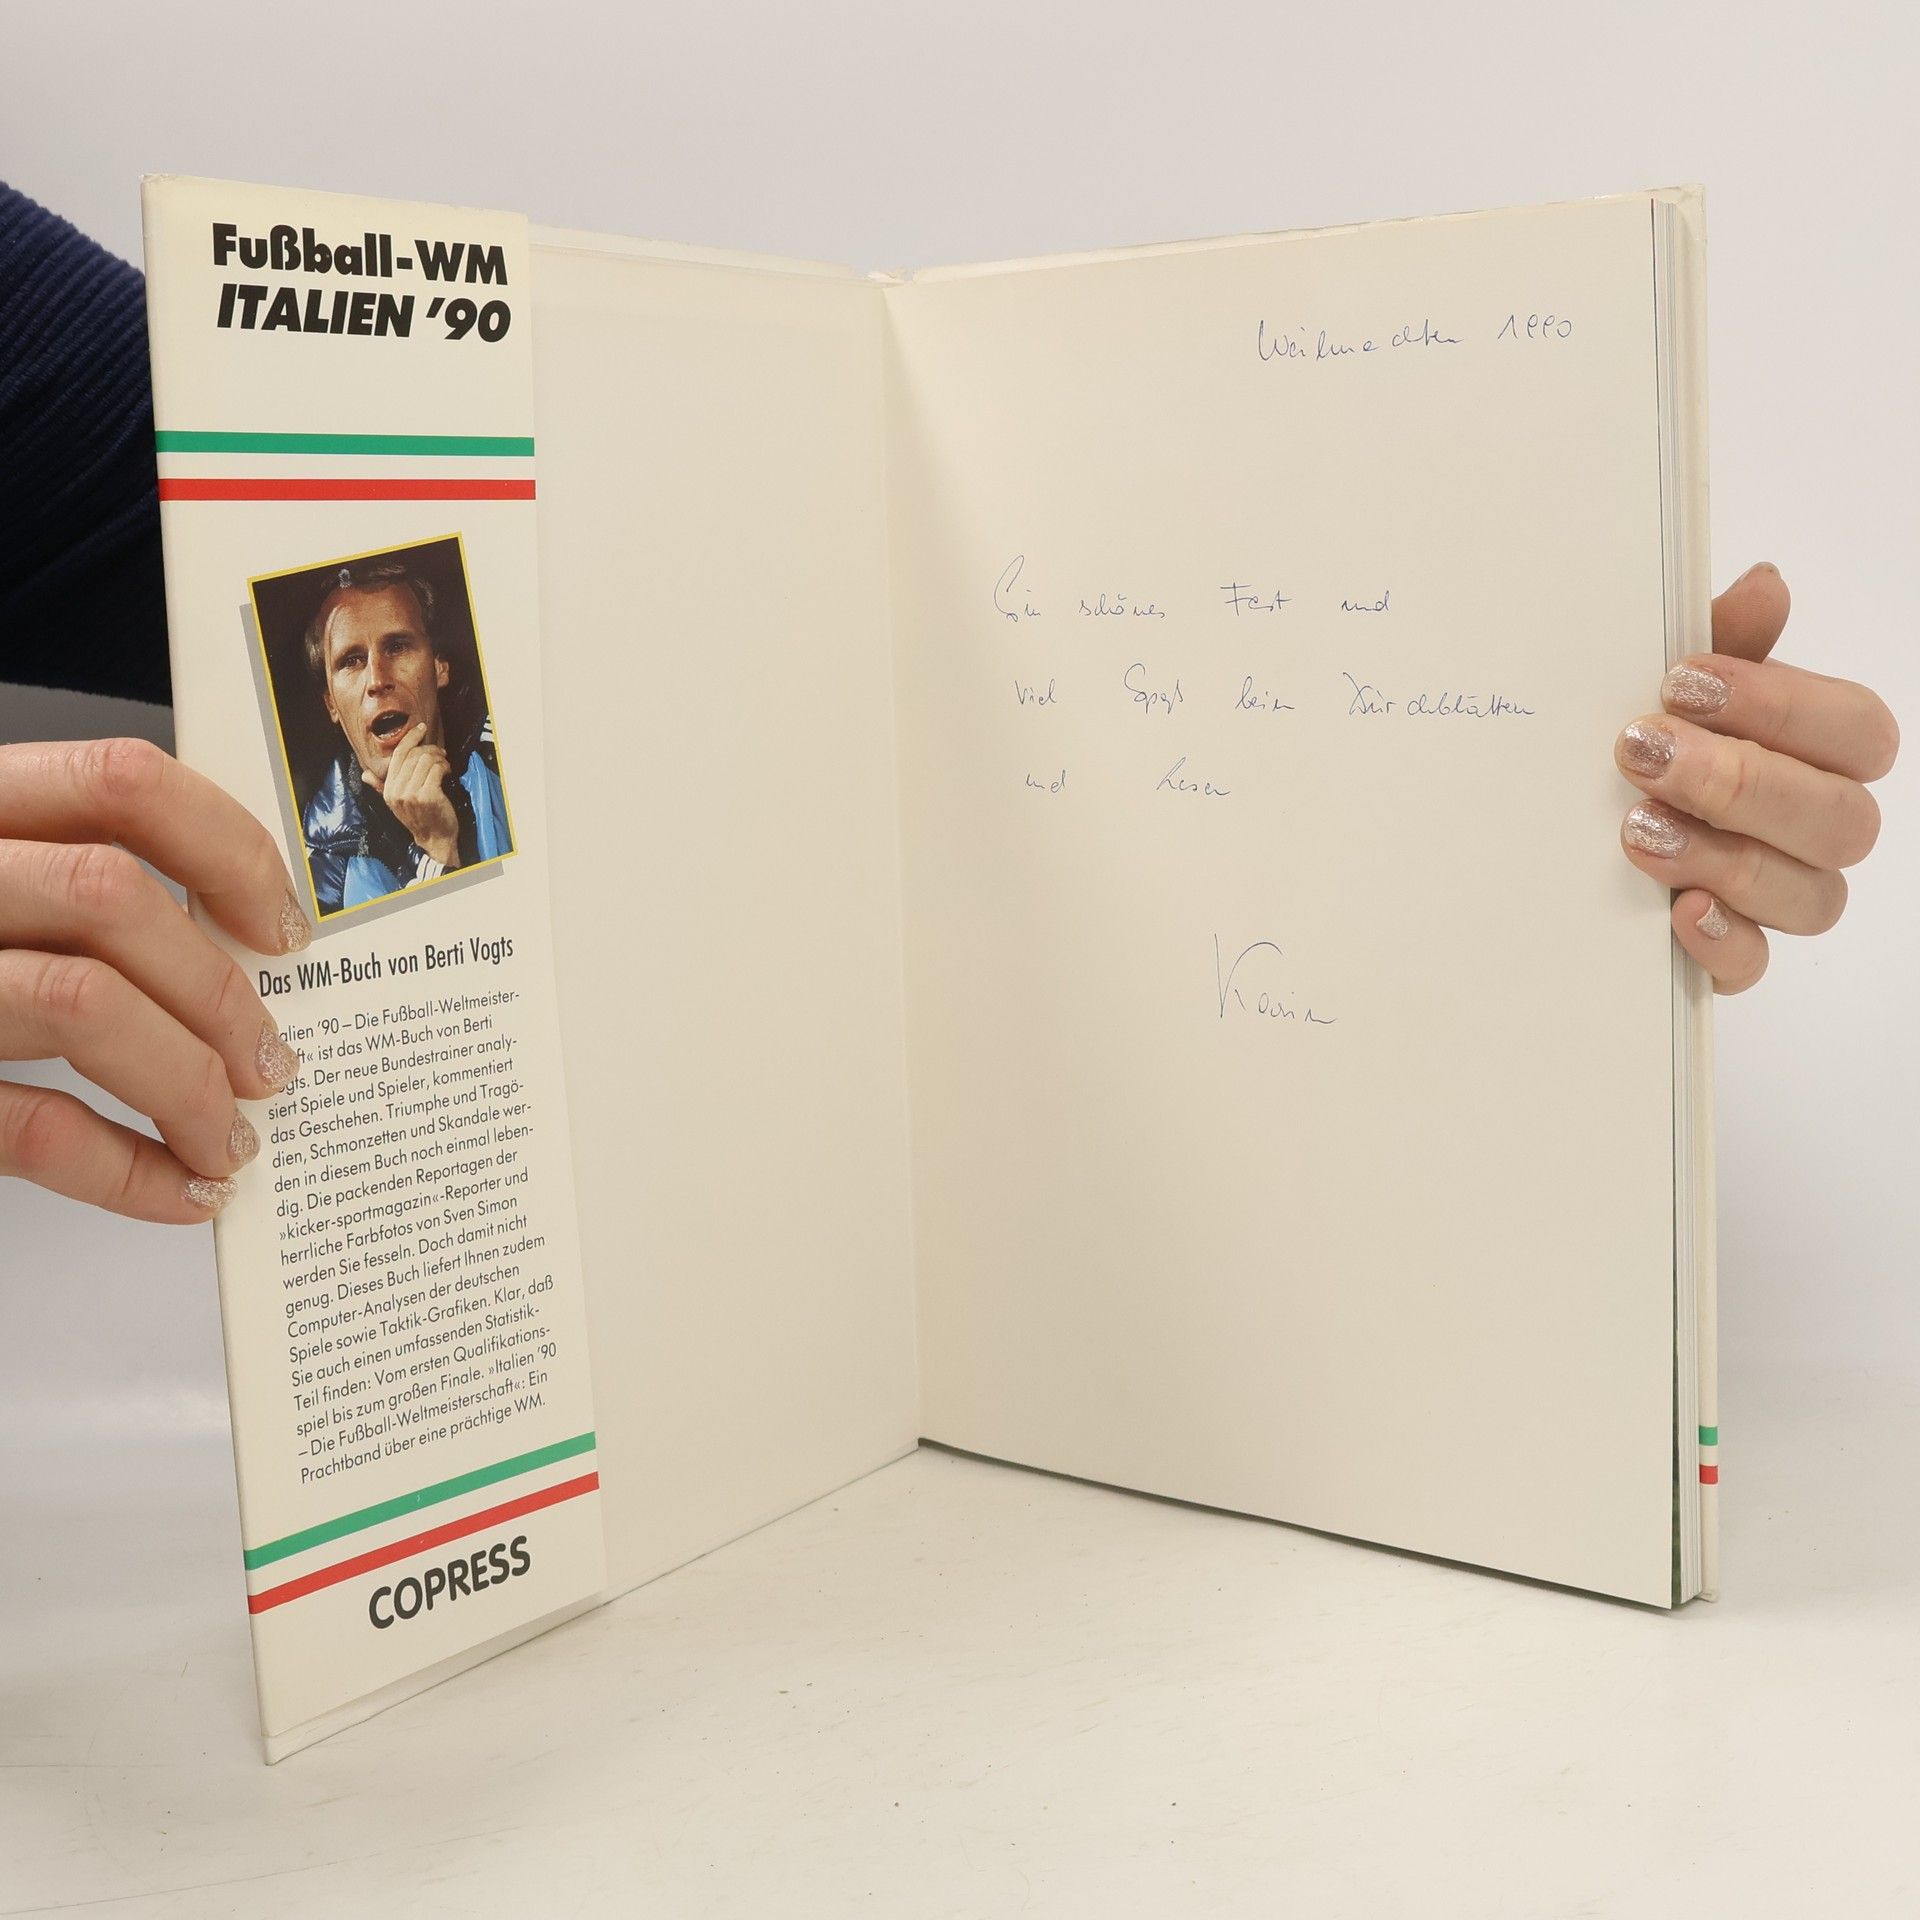 Fußball-WM
ITALIEN '90
Das WM-Buch von Berti Vogts
alien '90 – Die Fußball-Weltmeister-
ft« ist das WM-Buch von Berti
ogts. Der neue Bundestrainer analy-
siert Spiele und Spieler, kommentiert
das Geschehen. Triumphe und Tragö-
dien, Schmonzetten und Skandale wer-
den in diesem Buch noch einmal leben-
dig. Die packenden Reportagen der
»kicker-sportmagazin«-Reporter und
herrliche Farbfotos von Sven Simon
werden Sie fesseln. Doch damit nicht
genug. Dieses Buch liefert Ihnen zudem
Computer-Analysen der deutschen
Spiele sowie Taktik-Grafiken. Klar, daß
Sie auch einen umfassenden Statistik-
Teil finden: Vom ersten Qualifikations-
spiel bis zum großen Finale. »Italien '90
– Die Fußball-Weltmeisterschaft«: Ein
Prachtband über eine prächtige WM.
COPRESS
Weihnachten 1990
Ein schönes Fest und
viel Spaß beim Durchblättern
und Lesen
Karin